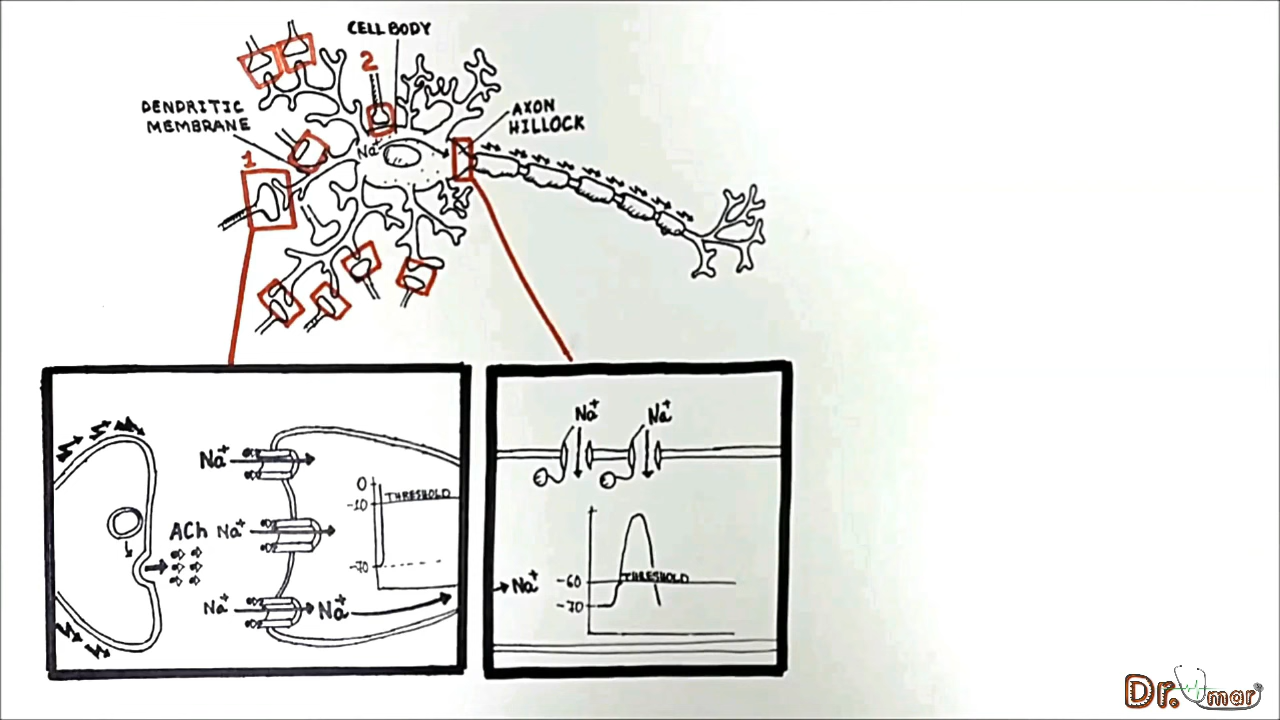 CELL BODY
2
DENDRITIC
MEMBRANE
AXON
HILLOCK
Na+
1
Na+
ACh Na+
Na+
Na+
0
THRESHOLD
-10
-70
Na+ Na+
Na+
-60 THRESHOLD
-70
Dr. Umar